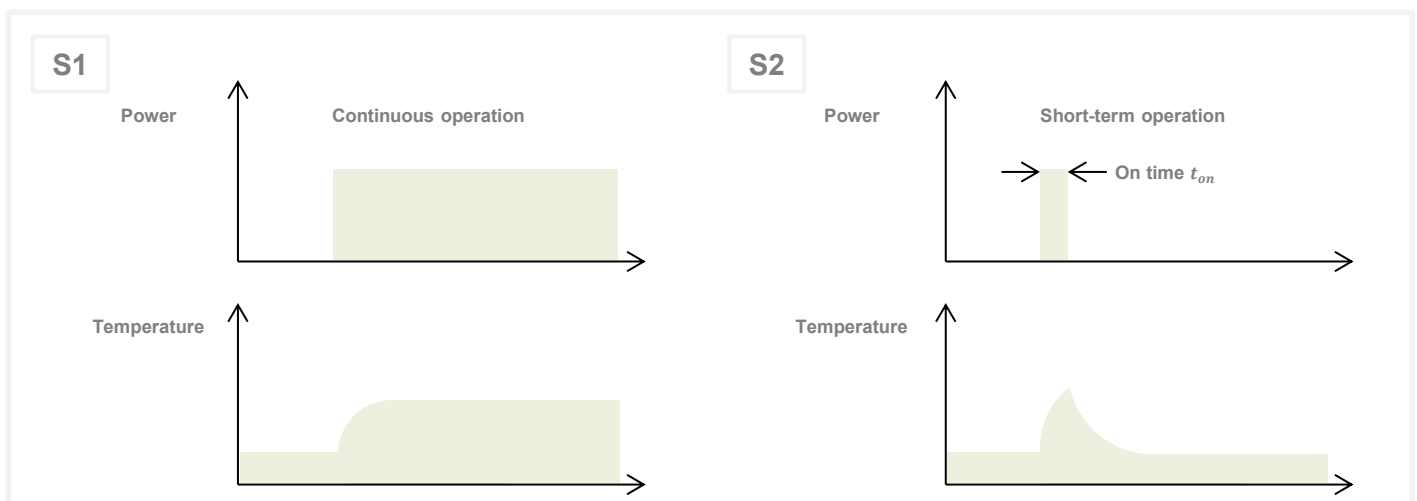 S1
Power
Continuous operation
Temperature
S2
Power
Short-term operation
On time t_on
Temperature